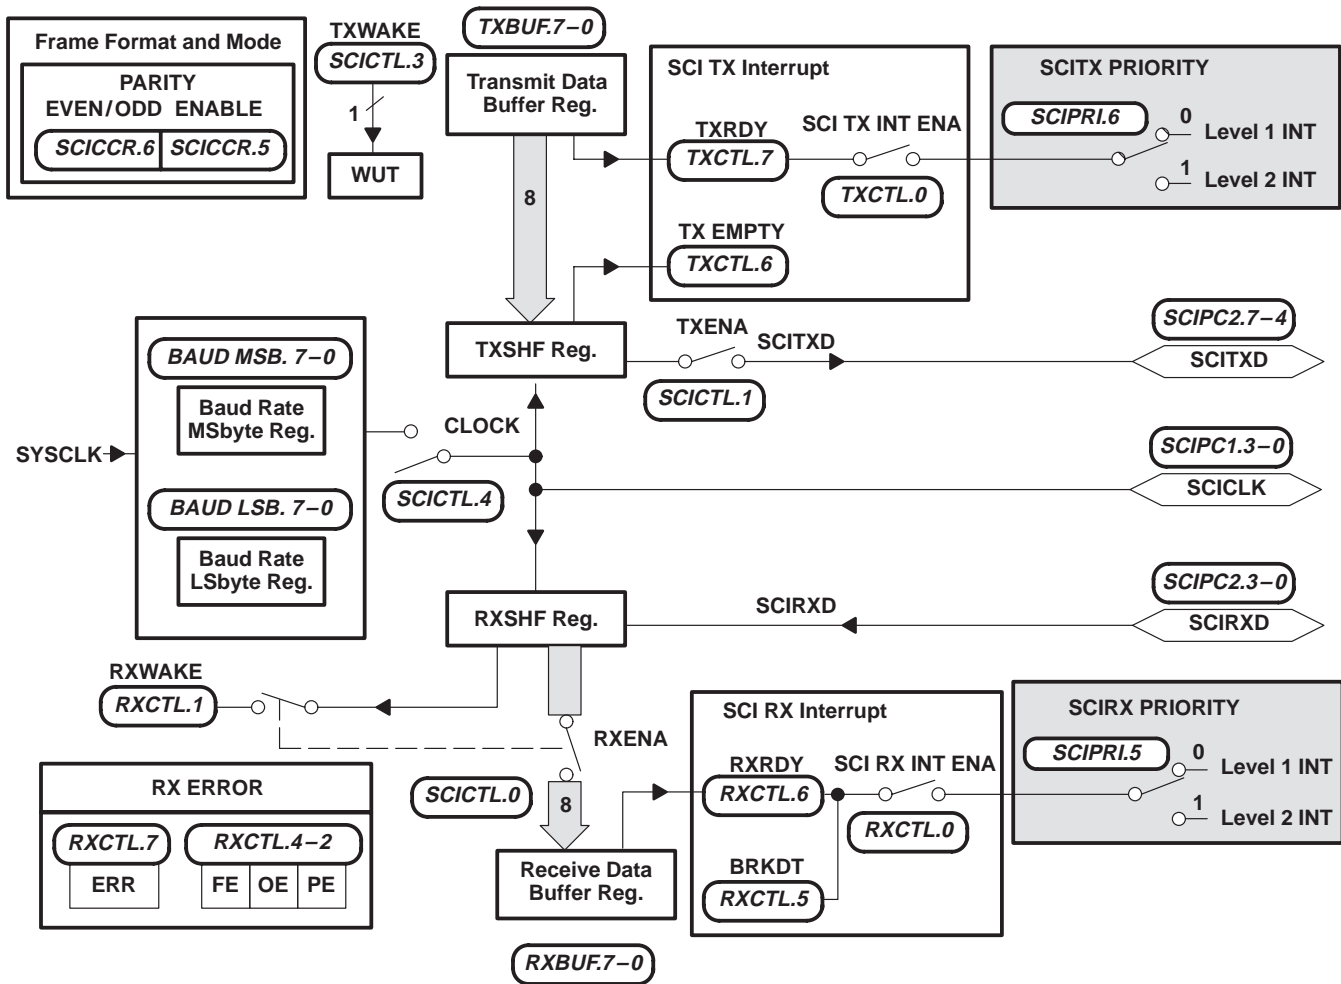 Frame Format and Mode
PARITY
EVEN/ODD ENABLE
SCICCR.6 SCICCR.5
TXWAKE
SCICTL.3
1
WUT
TXBUF.7–0
Transmit Data
Buffer Reg.
8
SCI TX Interrupt
TXRDY
TXCTL.7
SCI TX INT ENA
TXCTL.0
TX EMPTY
TXCTL.6
SCITX PRIORITY
SCIPRI.6
0
Level 1 INT
1
Level 2 INT
SYSCLK
BAUD MSB. 7–0
Baud Rate
MSbyte Reg.
BAUD LSB. 7–0
Baud Rate
LSbyte Reg.
CLOCK
SCICTL.4
TXSHF Reg.
TXENA
SCICTL.1
SCITXD
SCIPC2.7–4
SCITXD
SCIPC1.3–0
SCICLK
RXSHF Reg.
SCIRXD
SCIPC2.3–0
SCIRXD
RXWAKE
RXCTL.1
RXENA
SCICTL.0
8
RX ERROR
RXCTL.7
RXCTL.4–2
ERR
FE OE PE
Receive Data
Buffer Reg.
RXBUF.7–0
SCI RX Interrupt
RXRDY
RXCTL.6
SCI RX INT ENA
RXCTL.0
BRKDT
RXCTL.5
SCIRX PRIORITY
SCIPRI.5
0
Level 1 INT
1
Level 2 INT